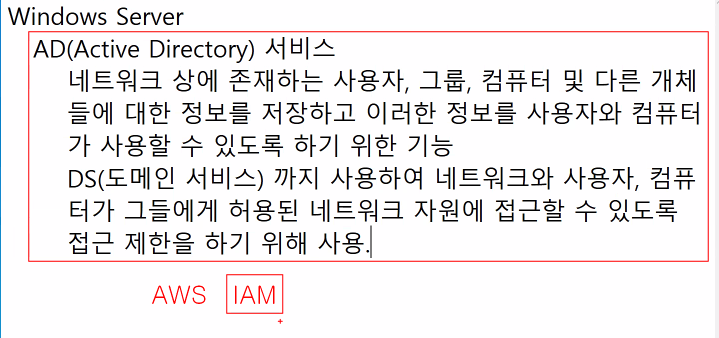 Windows Server
AD(Active Directory) 서비스
네트워크 상에 존재하는 사용자, 그룹, 컴퓨터 및 다른 개체
들에 대한 정보를 저장하고 이러한 정보를 사용자와 컴퓨터
가 사용할 수 있도록 하기 위한 기능
DS(도메인 서비스) 까지 사용하여 네트워크와 사용자, 컴퓨
터가 그들에게 허용된 네트워크 자원에 접근할 수 있도록
접근 제한을 하기 위해 사용.
AWS IAM